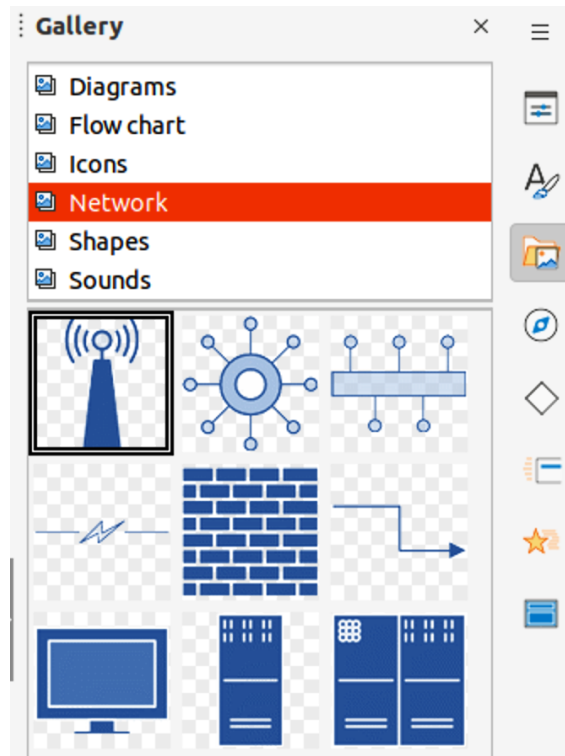 Gallery
Diagrams
Flow chart
Icons
Network
Shapes
Sounds